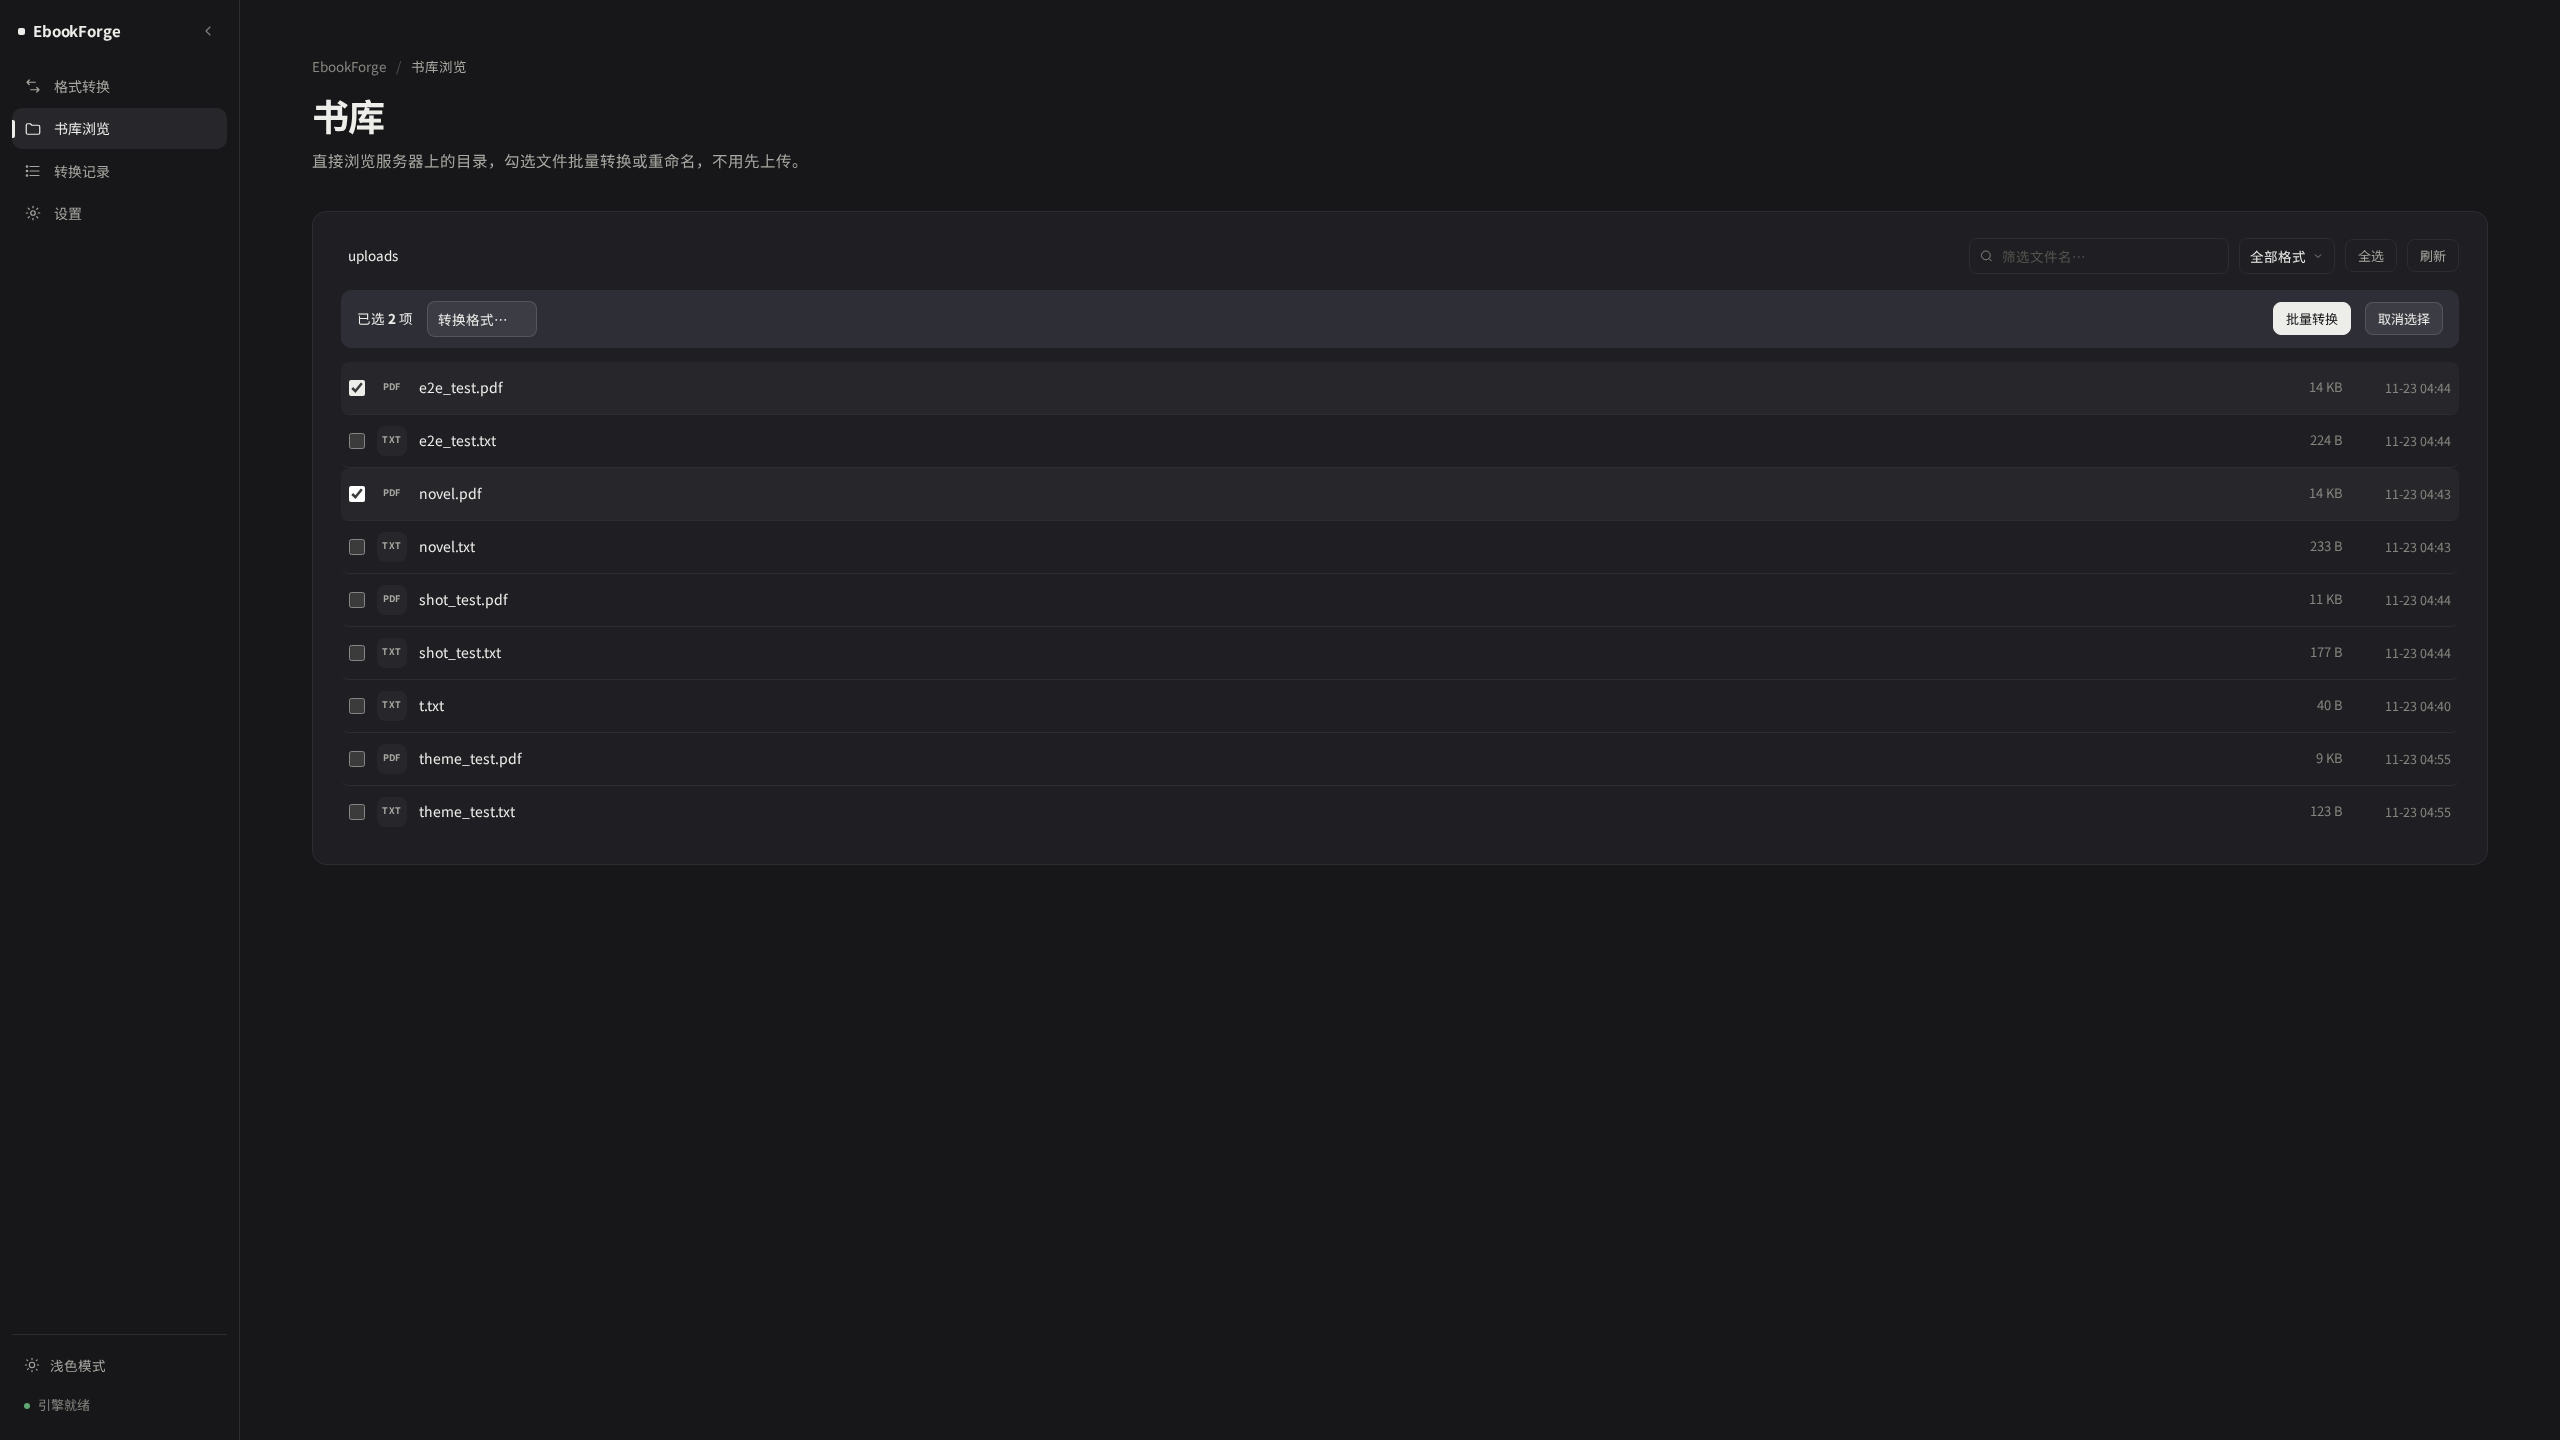 EbookForge
格式转换
书库浏览
转换记录
设置
浅色模式
引擎就绪
EbookForge / 书库浏览
书库
直接浏览服务器上的目录，勾选文件批量转换或重命名，不用先上传。
uploads 筛选文件名… 全部格式 全选 刷新
已选 2 项 转换格式… 批量转换 取消选择
PDF e2e_test.pdf 14 KB 11-23 04:44
TXT e2e_test.txt 224 B 11-23 04:44
PDF novel.pdf 14 KB 11-23 04:43
TXT novel.txt 233 B 11-23 04:43
PDF shot_test.pdf 11 KB 11-23 04:44
TXT shot_test.txt 177 B 11-23 04:44
TXT t.txt 40 B 11-23 04:40
PDF theme_test.pdf 9 KB 11-23 04:55
TXT theme_test.txt 123 B 11-23 04:55